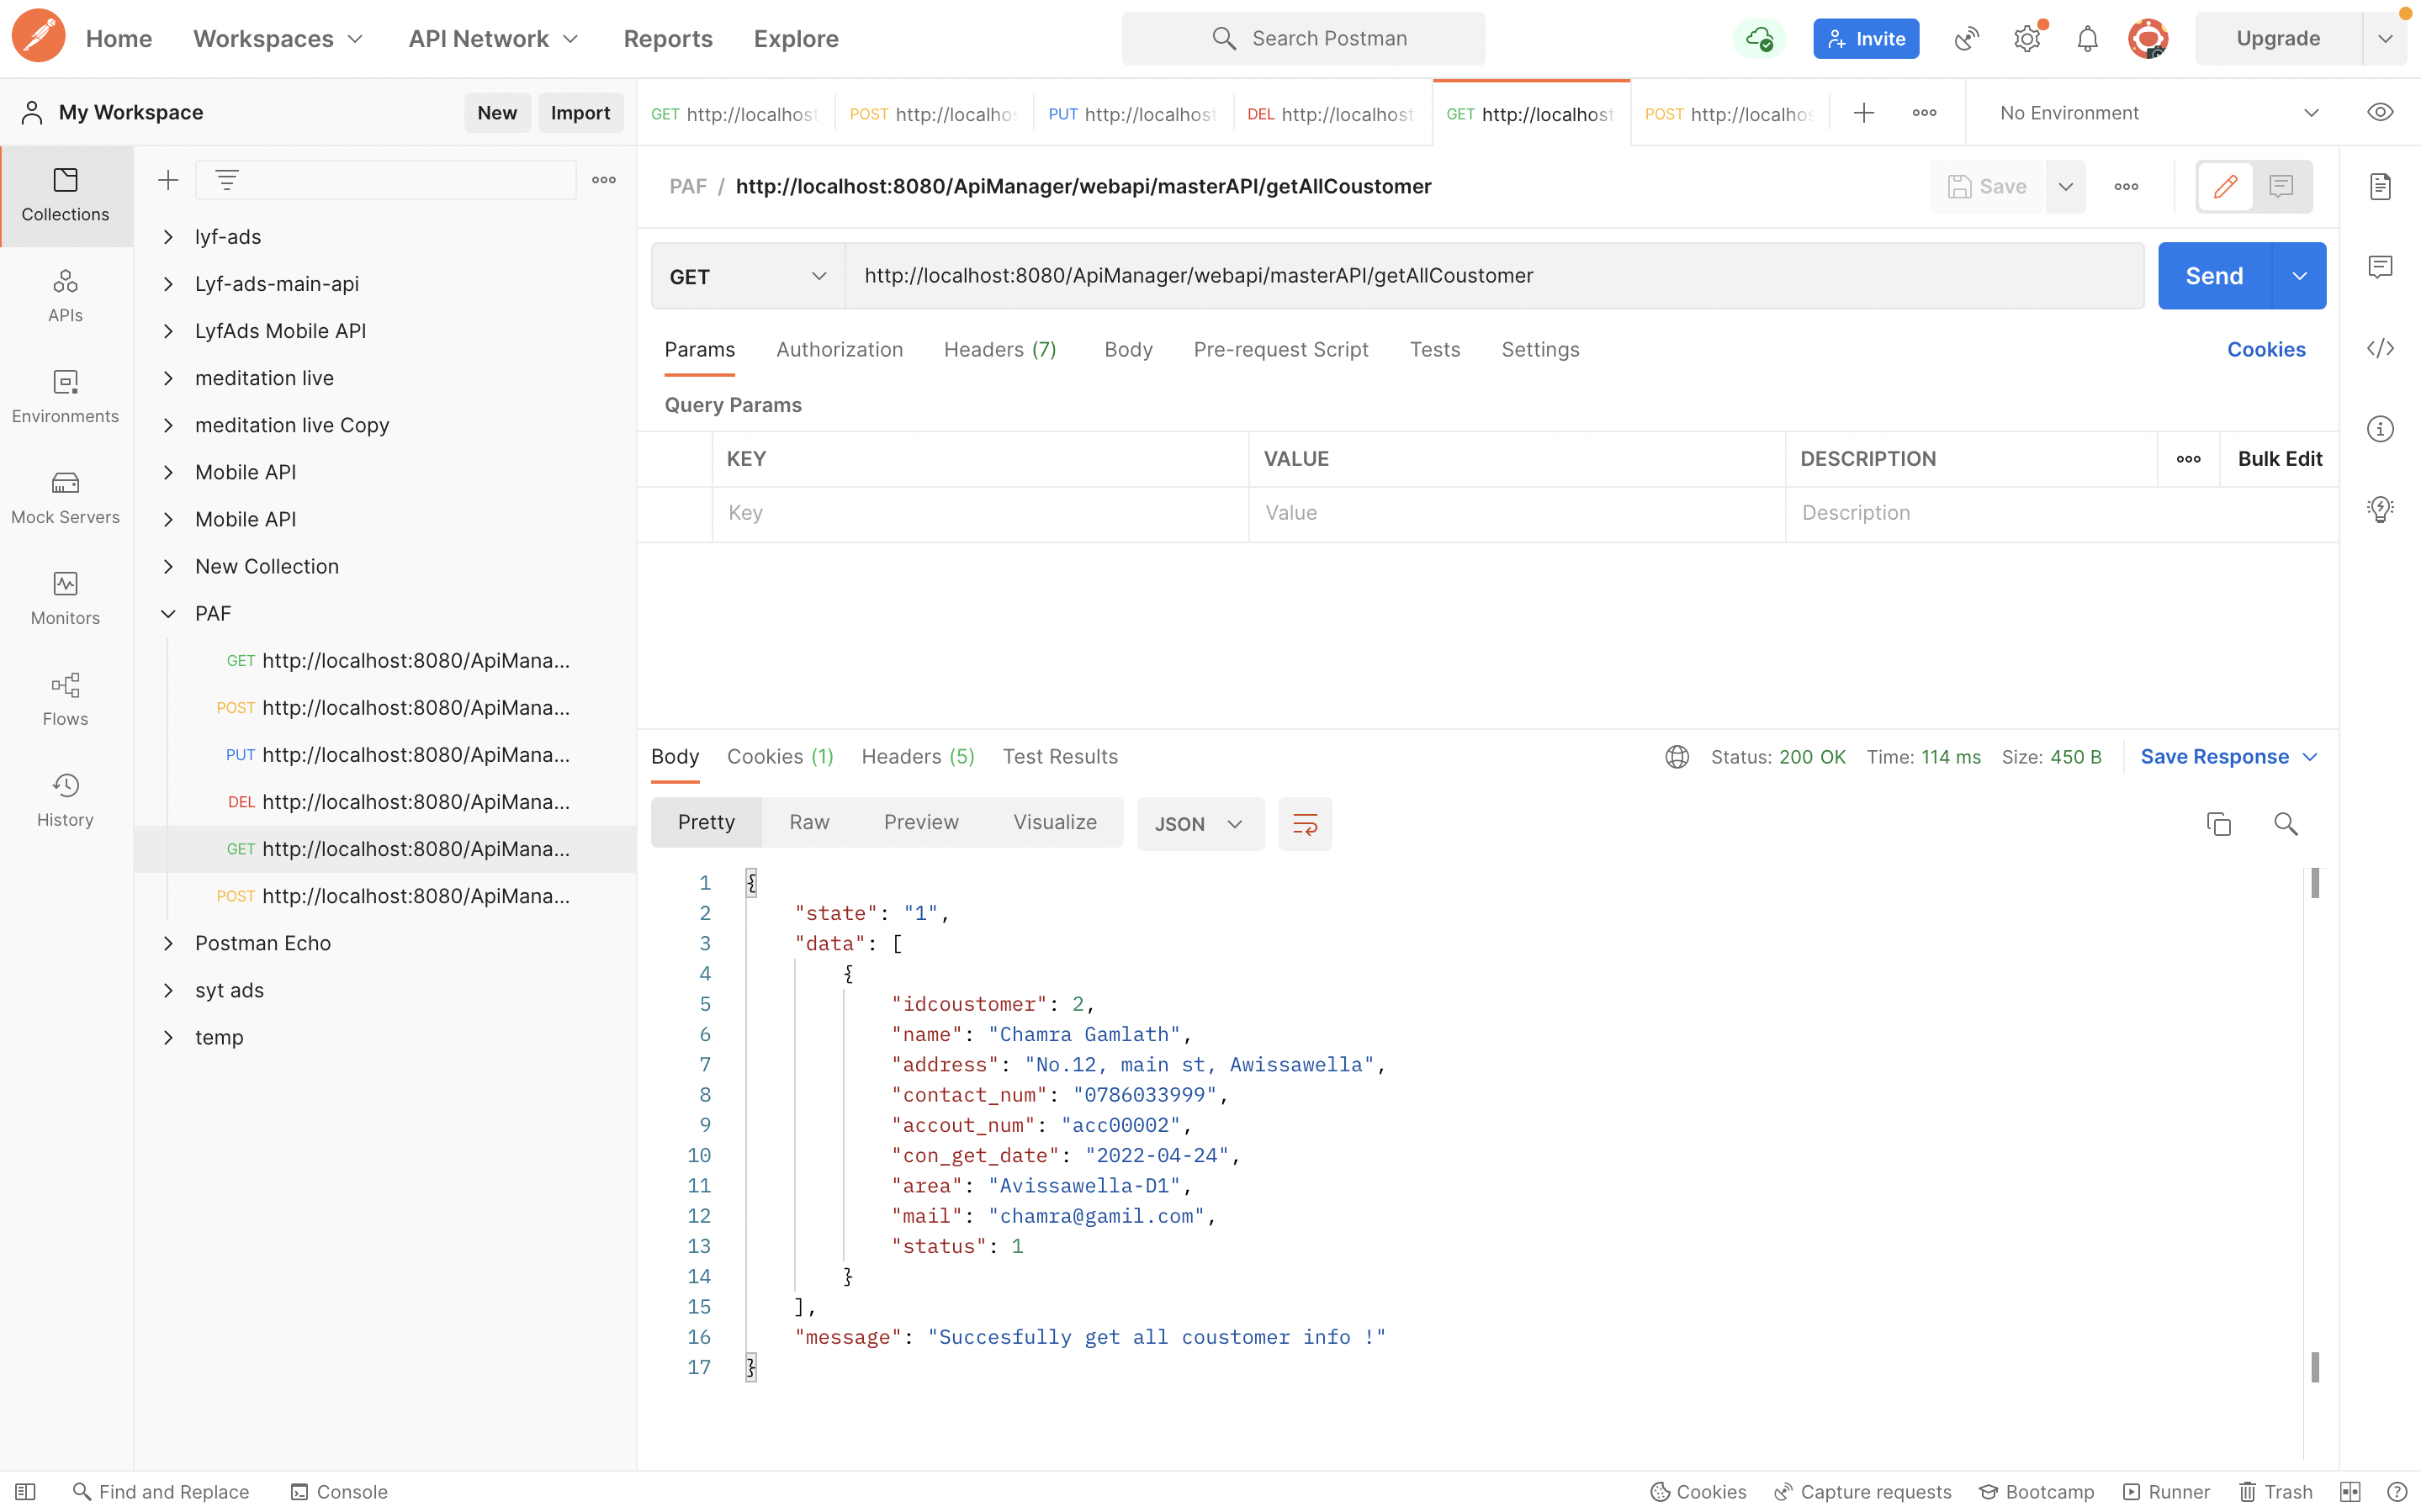 Home Workspaces API Network Reports Explore Search Postman Invite Upgrade
My Workspace New Import
GET http://localhost POST http://localho PUT http://localhost DEL http://localhost GET http://localhost POST http://localho No Environment
PAF / http://localhost:8080/ApiManager/webapi/masterAPI/getAllCoustomer Save
GET http://localhost:8080/ApiManager/webapi/masterAPI/getAllCoustomer Send
Params Authorization Headers (7) Body Pre-request Script Tests Settings Cookies
Query Params
KEY VALUE DESCRIPTION Bulk Edit
Key Value Description
Collections
APIs
Environments
Mock Servers
Monitors
Flows
History
lyf-ads
Lyf-ads-main-api
LyfAds Mobile API
meditation live
meditation live Copy
Mobile API
Mobile API
New Collection
PAF
GET http://localhost:8080/ApiMana...
POST http://localhost:8080/ApiMana...
PUT http://localhost:8080/ApiMana...
DEL http://localhost:8080/ApiMana...
GET http://localhost:8080/ApiMana...
POST http://localhost:8080/ApiMana...
Postman Echo
syt ads
temp
Body Cookies (1) Headers (5) Test Results Status: 200 OK Time: 114 ms Size: 450 B Save Response
Pretty Raw Preview Visualize JSON
1 {
2 "state": "1",
3 "data": [
4 {
5 "idcoustomer": 2,
6 "name": "Chamra Gamlath",
7 "address": "No.12, main st, Awissawella",
8 "contact_num": "0786033999",
9 "accout_num": "acc00002",
10 "con_get_date": "2022-04-24",
11 "area": "Avissawella-D1",
12 "mail": "chamra@gamil.com",
13 "status": 1
14 }
15 ],
16 "message": "Succesfully get all coustomer info !"
17 }
Find and Replace Console Cookies Capture requests Bootcamp Runner Trash